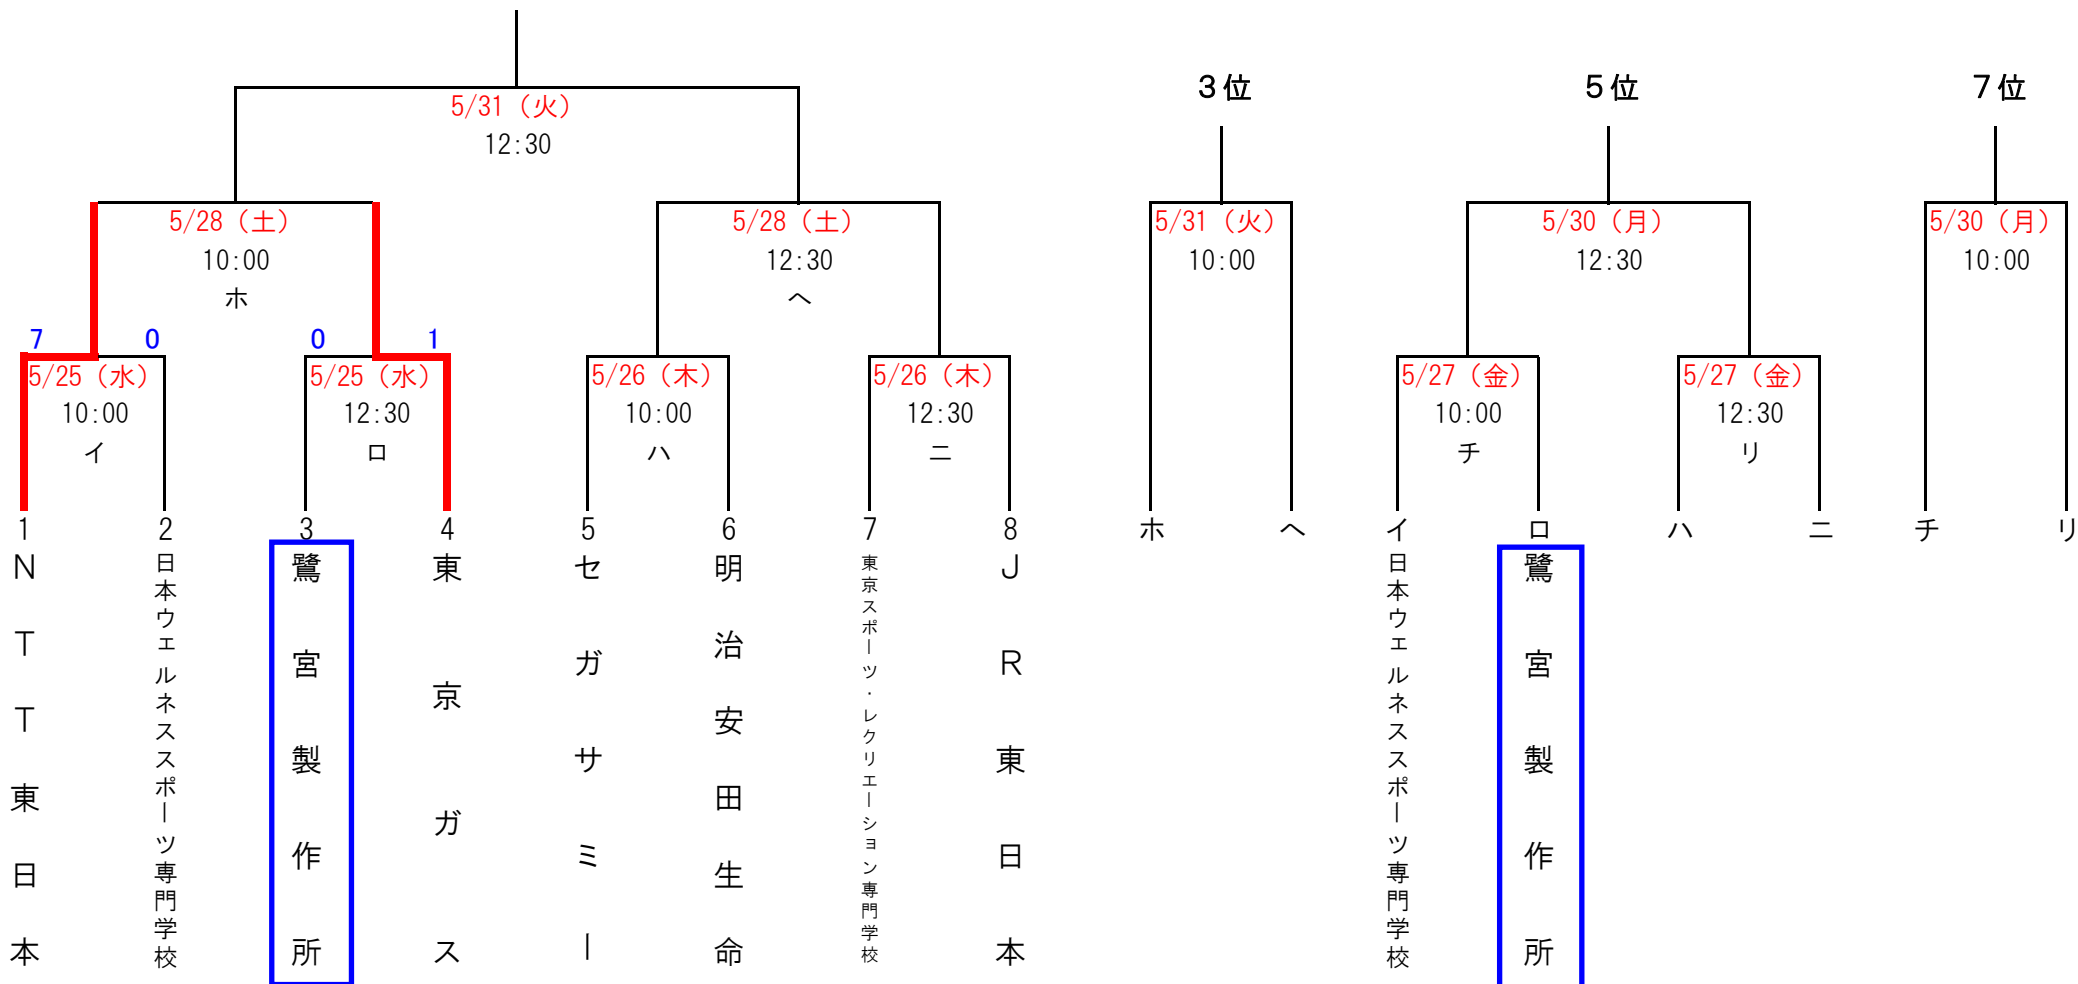 3位
5位
7位
5/31（火）
12:30
5/28（土）
10:00
ホ
5/28（土）
12:30
ヘ
5/31（火）
10:00
5/30（月）
12:30
5/30（月）
10:00
7
0
0
1
5/25（水）
10:00
イ
5/25（水）
12:30
ロ
5/26（木）
10:00
ハ
5/26（木）
12:30
ニ
5/27（金）
10:00
チ
5/27（金）
12:30
リ
1
2
3
4
5
6
7
8
ホ
ヘ
イ
ロ
ハ
ニ
チ
リ
NTT東日本
日本ウェルネススポーツ専門学校
鷺宮製作所
東京ガス
セガサミー
明治安田生命
東京スポーツ・レクリエーション専門学校
JR東日本
日本ウェルネススポーツ専門学校
鷺宮製作所